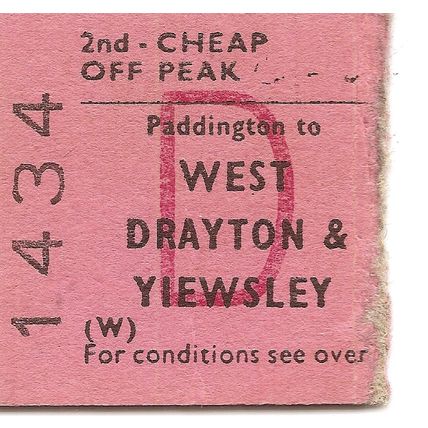 2nd - CHEAP
OFF PEAK
Paddington to
WEST
DRAYTON &
YIEWSLEY
(W)
For conditions see over
D
1434